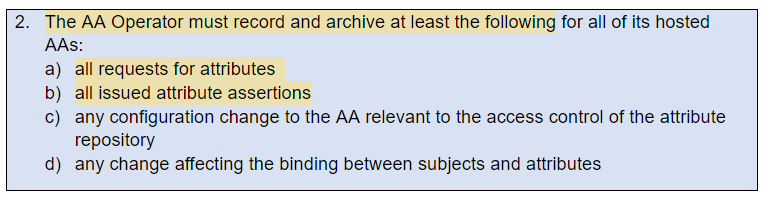 2. The AA Operator must record and archive at least the following for all of its hosted
AAs:
a) all requests for attributes
b) all issued attribute assertions
c) any configuration change to the AA relevant to the access control of the attribute
repository
d) any change affecting the binding between subjects and attributes